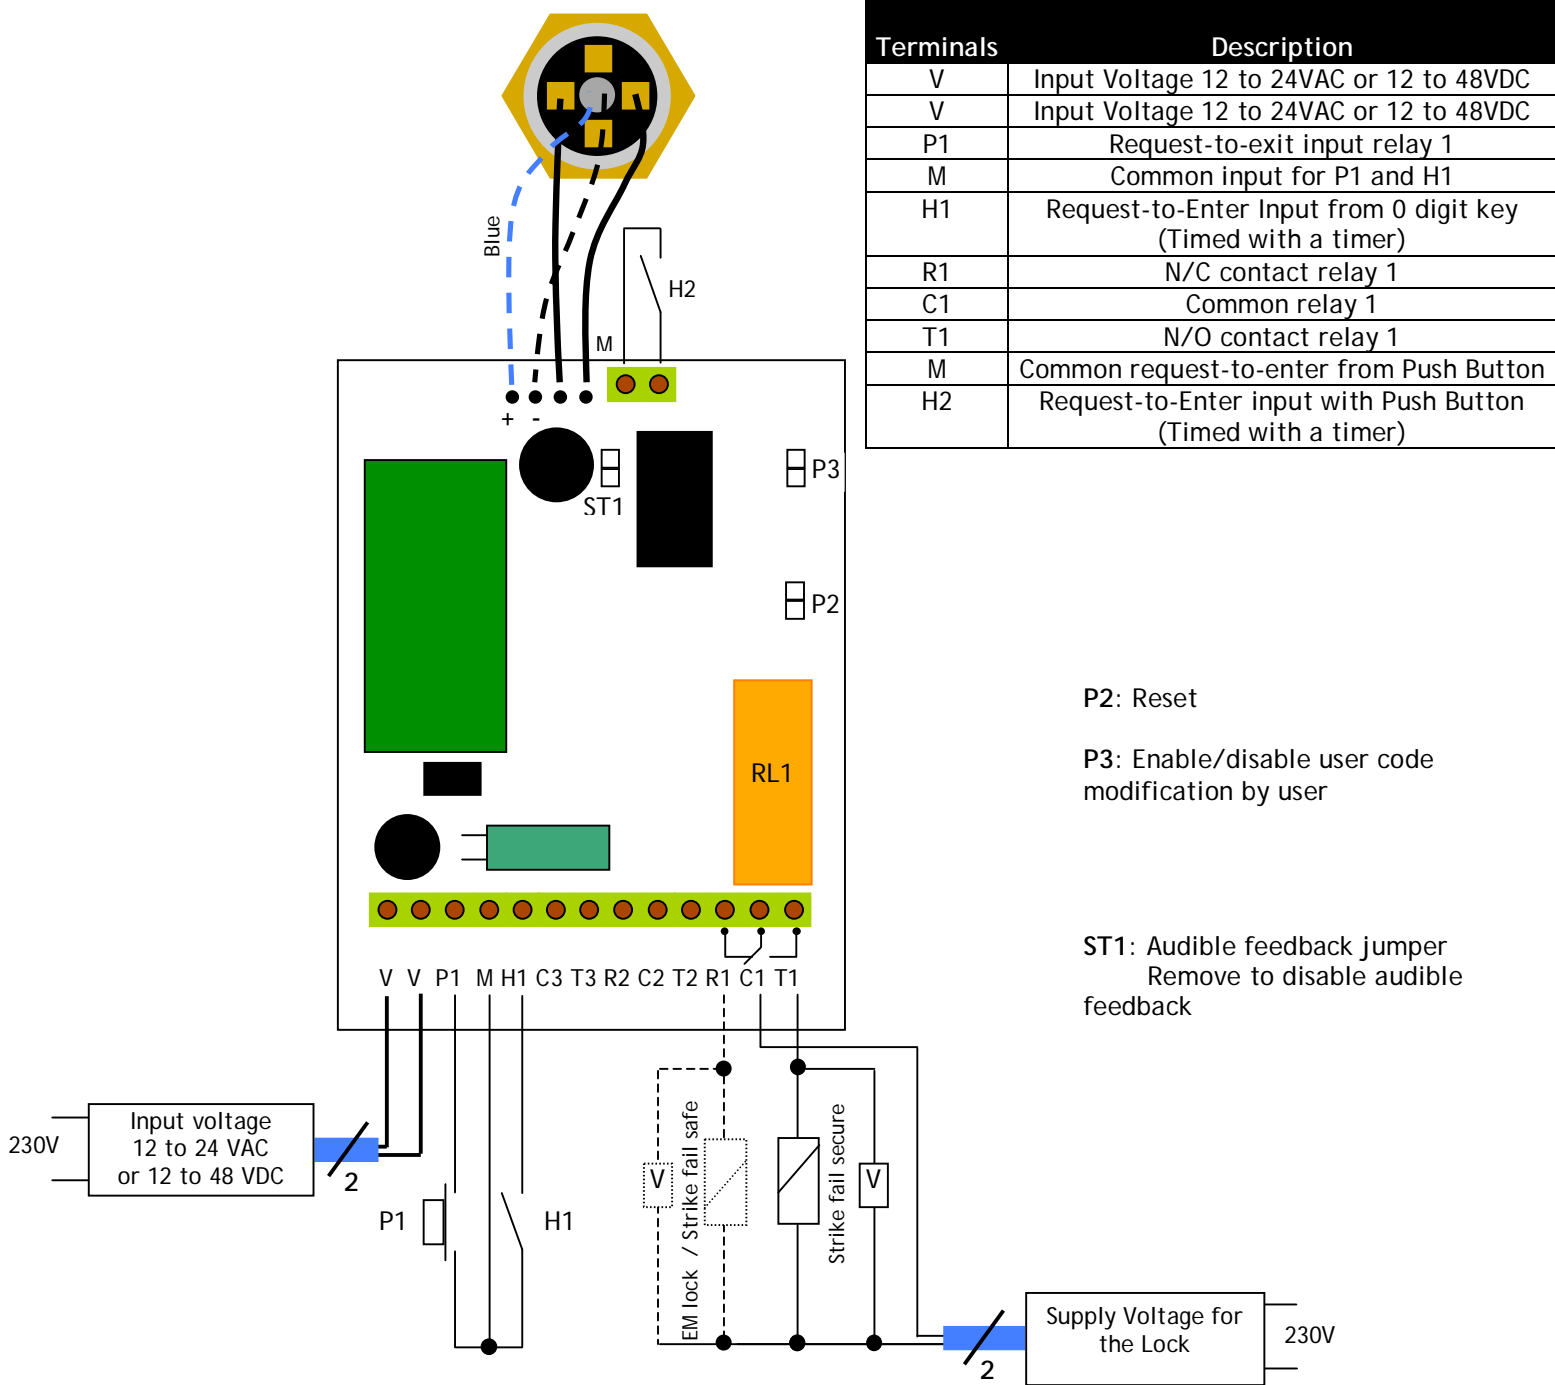 Terminals Description
V Input Voltage 12 to 24VAC or 12 to 48VDC
V Input Voltage 12 to 24VAC or 12 to 48VDC
P1 Request-to-exit input relay 1
M Common input for P1 and H1
H1 Request-to-Enter Input from 0 digit key
(Timed with a timer)
R1 N/C contact relay 1
C1 Common relay 1
T1 N/O contact relay 1
M Common request-to-enter from Push Button
H2 Request-to-Enter input with Push Button
(Timed with a timer)
Blue
H2
M
+ -
ST1
P3
P2
RL1
V V P1 M H1 C3 T3 R2 C2 T2 R1 C1 T1
P2: Reset
P3: Enable/disable user code
modification by user
ST1: Audible feedback jumper
Remove to disable audible
feedback
230V
Input voltage
12 to 24 VAC
or 12 to 48 VDC
2
P1
H1
V
EM lock / Strike fail safe
Strike fail secure
V
2
Supply Voltage for
the Lock
230V